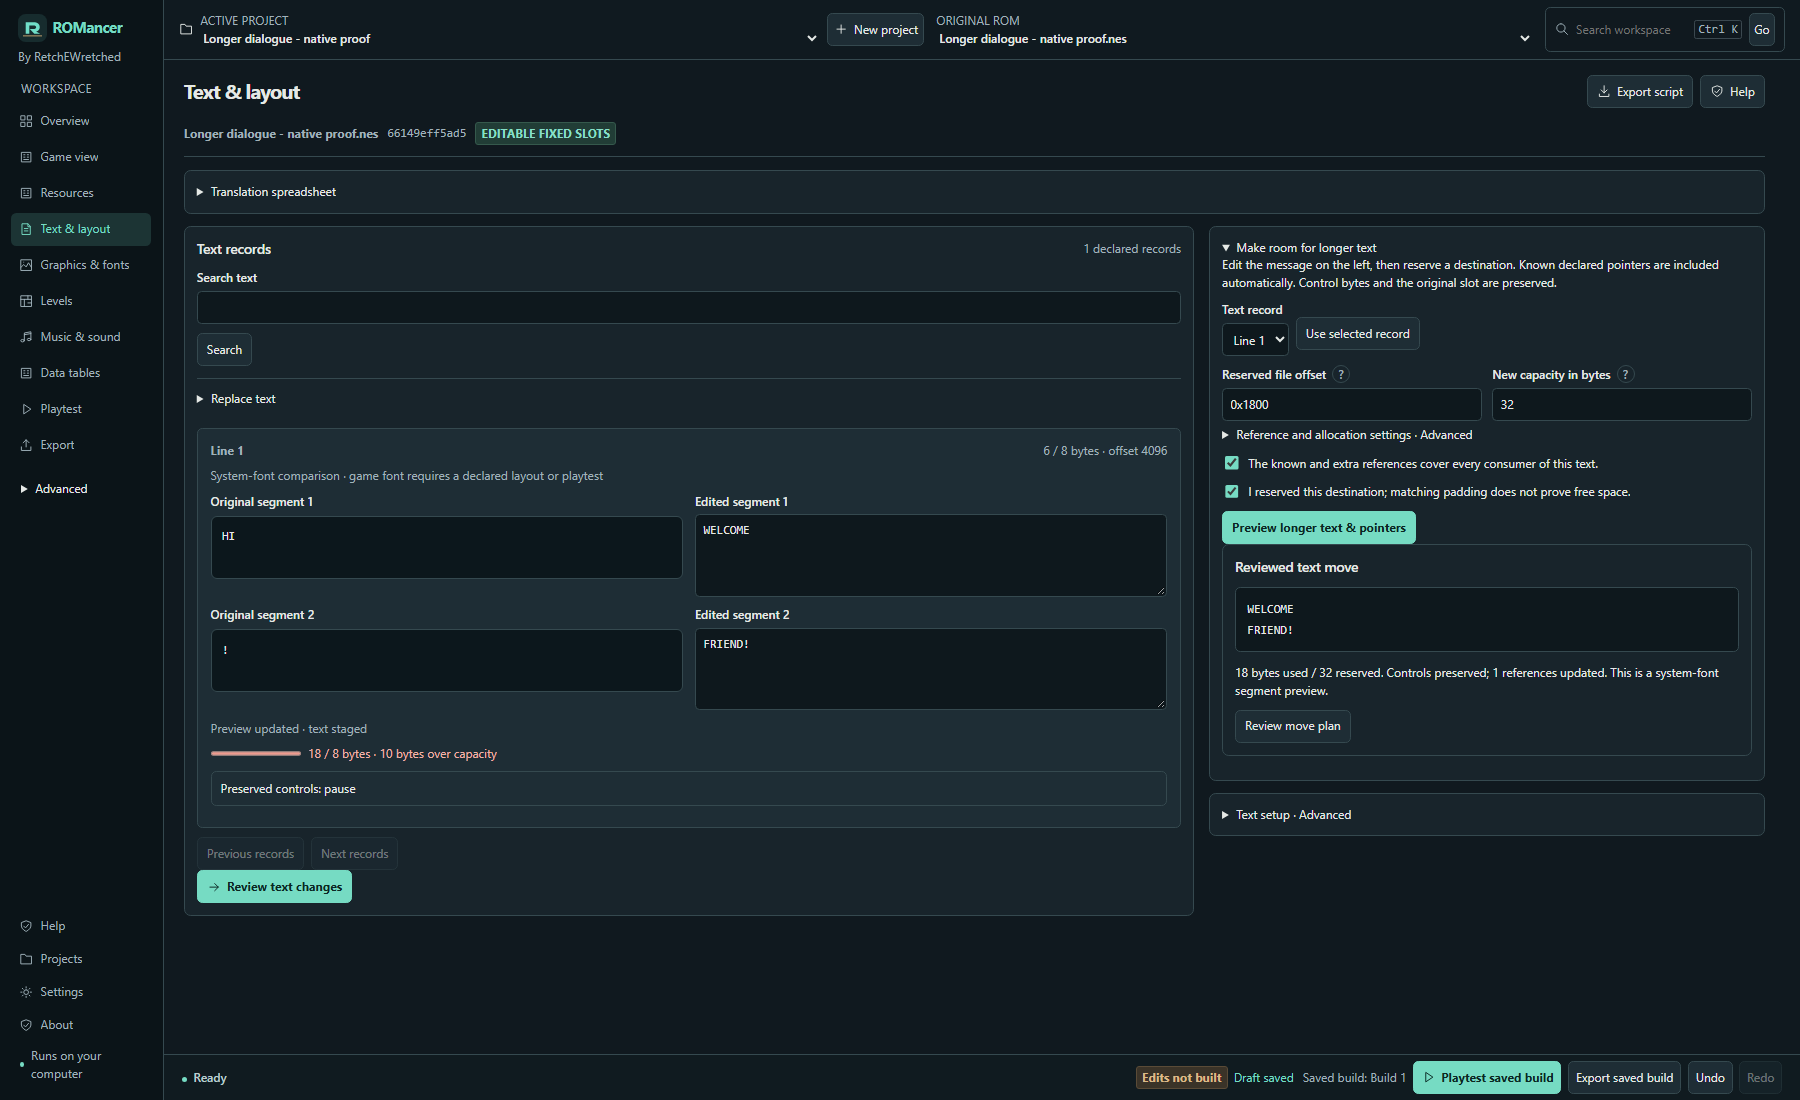 ROMancer
By RetchEWretched
WORKSPACE
Overview
Game view
Resources
Text & layout
Graphics & fonts
Levels
Music & sound
Data tables
Playtest
Export
Advanced
Help
Projects
Settings
About
Runs on your
computer
ACTIVE PROJECT
Longer dialogue - native proof
New project
ORIGINAL ROM
Longer dialogue - native proof.nes
Search workspace
Ctrl K
Go
Text & layout
Export script
Help
Longer dialogue - native proof.nes 66149eff5ad5 EDITABLE FIXED SLOTS
Translation spreadsheet
Text records
1 declared records
Search text
Search
Replace text
Line 1
6 / 8 bytes · offset 4096
System-font comparison · game font requires a declared layout or playtest
Original segment 1
Edited segment 1
HI
WELCOME
Original segment 2
Edited segment 2
!
FRIEND!
Preview updated · text staged
18 / 8 bytes · 10 bytes over capacity
Preserved controls: pause
Previous records
Next records
Review text changes
Make room for longer text
Edit the message on the left, then reserve a destination. Known declared pointers are included
automatically. Control bytes and the original slot are preserved.
Text record
Line 1
Use selected record
Reserved file offset ?
New capacity in bytes ?
0x1800
32
Reference and allocation settings · Advanced
The known and extra references cover every consumer of this text.
I reserved this destination; matching padding does not prove free space.
Preview longer text & pointers
Reviewed text move
WELCOME
FRIEND!
18 bytes used / 32 reserved. Controls preserved; 1 references updated. This is a system-font
segment preview.
Review move plan
Text setup · Advanced
Ready
Edits not built
Draft saved
Saved build: Build 1
Playtest saved build
Export saved build
Undo
Redo